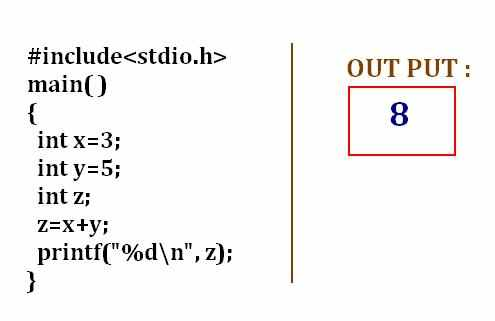 #include<stdio.h>
main()
{
int x=3;
int y=5;
int z;
z=x+y;
printf("%d\n", z);
}
OUT PUT :
8